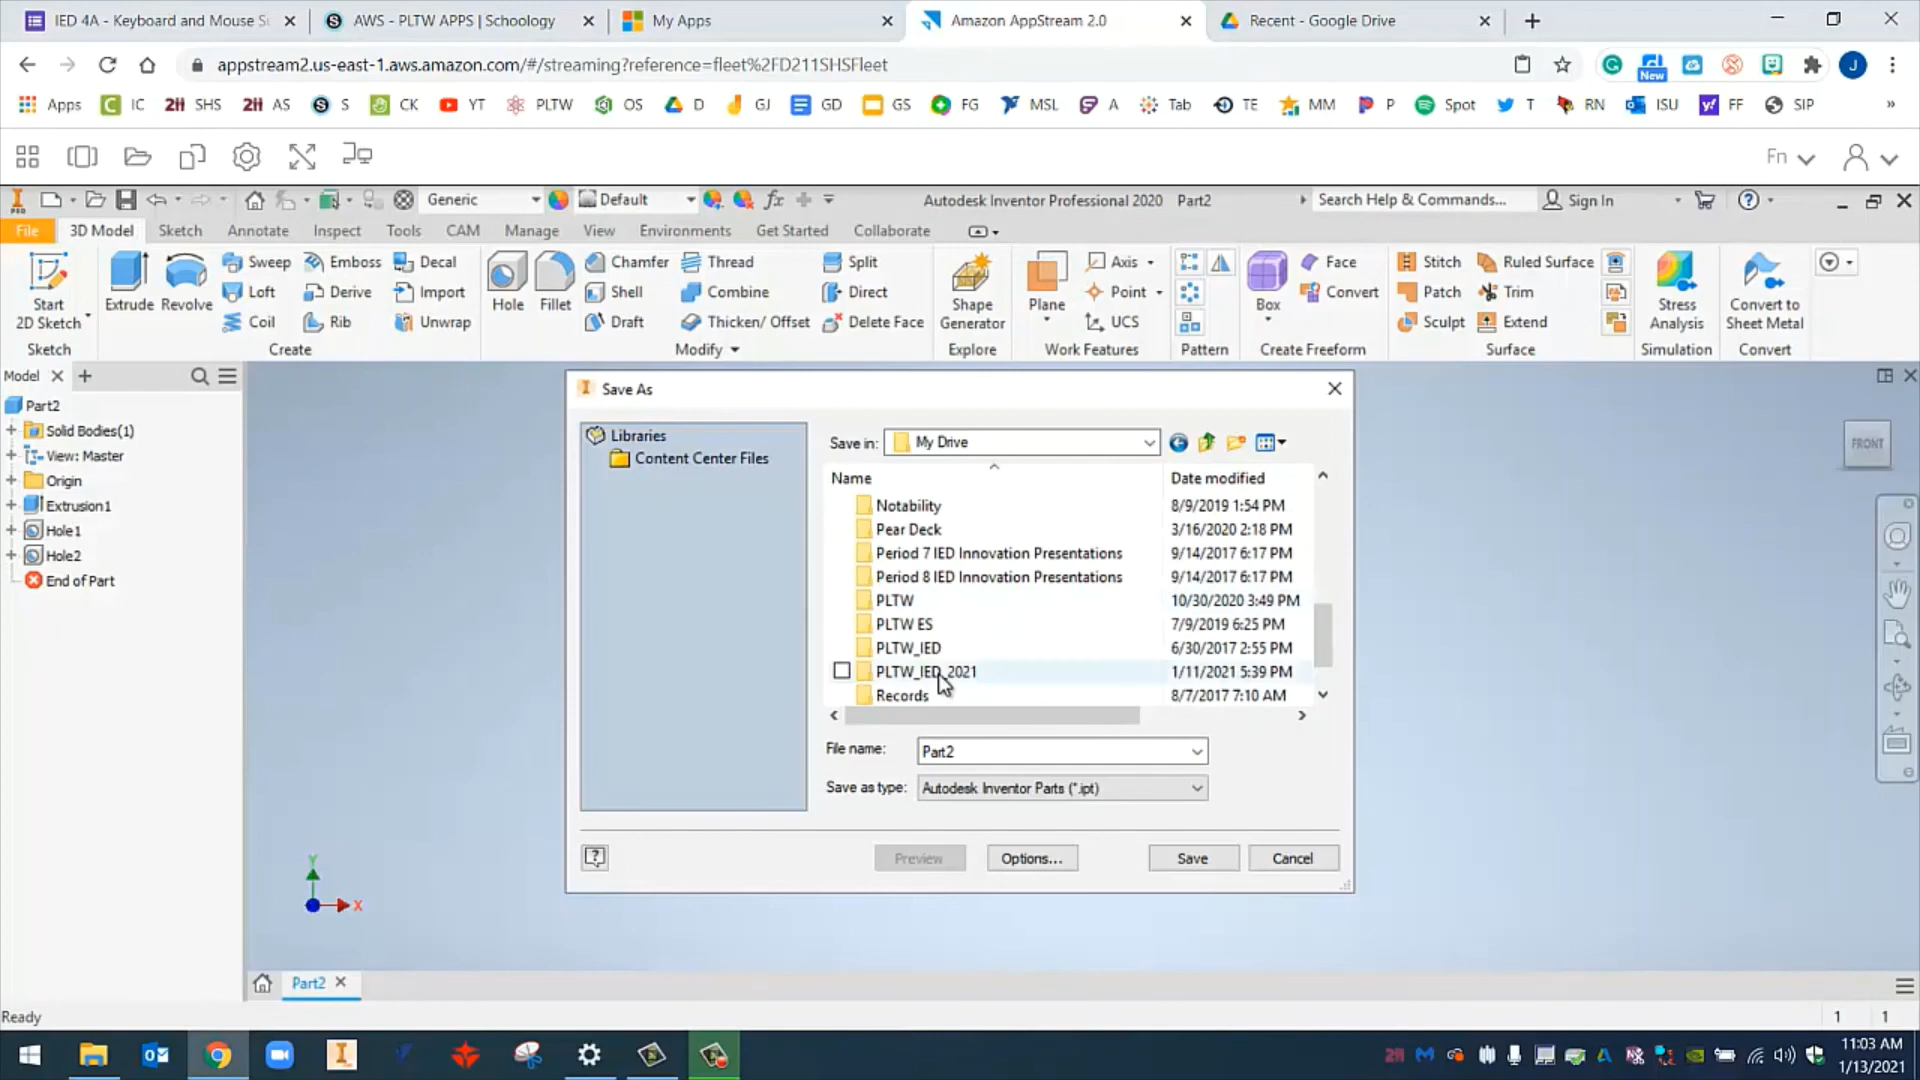 IED 4A - Keyboard and Mouse S
AWS - PLTW APPS | Schoology
My Apps
Amazon AppStream 2.0
Recent - Google Drive
appstream2.us-east-1.aws.amazon.com/#/streaming?reference=fleet%2FD211SHSFleet
New
J
Apps IC 211 SHS 211 AS S CK YT PLTW OS D GJ GD GS FG MSL A Tab TE MM P Spot T RN ISU FF SIP »
Fn
Generic Default fx Autodesk Inventor Professional 2020 Part2 Search Help & Commands... Sign In
File 3D Model Sketch Annotate Inspect Tools CAM Manage View Environments Get Started Collaborate
Sweep Emboss Decal Chamfer Thread Split Axis Face Stitch Ruled Surface
Loft Derive Import Shell Combine Direct Point Convert Patch Trim
Start 2D Sketch Extrude Revolve Hole Fillet Shape Generator Plane Box Stress Analysis Convert to Sheet Metal
Coil Rib Unwrap Draft Thicken/ Offset Delete Face UCS Sculpt Extend
Sketch Create Modify Explore Work Features Pattern Create Freeform Surface Simulation Convert
Model
Part2
Solid Bodies(1)
View: Master
Origin
Extrusion1
Hole1
Hole2
End of Part
Save As
Libraries
Content Center Files
Save in: My Drive
Name Date modified
Notability 8/9/2019 1:54 PM
Pear Deck 3/16/2020 2:18 PM
Period 7 IED Innovation Presentations 9/14/2017 6:17 PM
Period 8 IED Innovation Presentations 9/14/2017 6:17 PM
PLTW 10/30/2020 3:49 PM
PLTW ES 7/9/2019 6:25 PM
PLTW_IED 6/30/2017 2:55 PM
PLTW_IED_2021 1/11/2021 5:39 PM
Records 8/7/2017 7:10 AM
File name: Part2
Save as type: Autodesk Inventor Parts (*.ipt)
Preview Options... Save Cancel
FRONT
Y
X
Part2
Ready 1 1
11:03 AM
1/13/2021